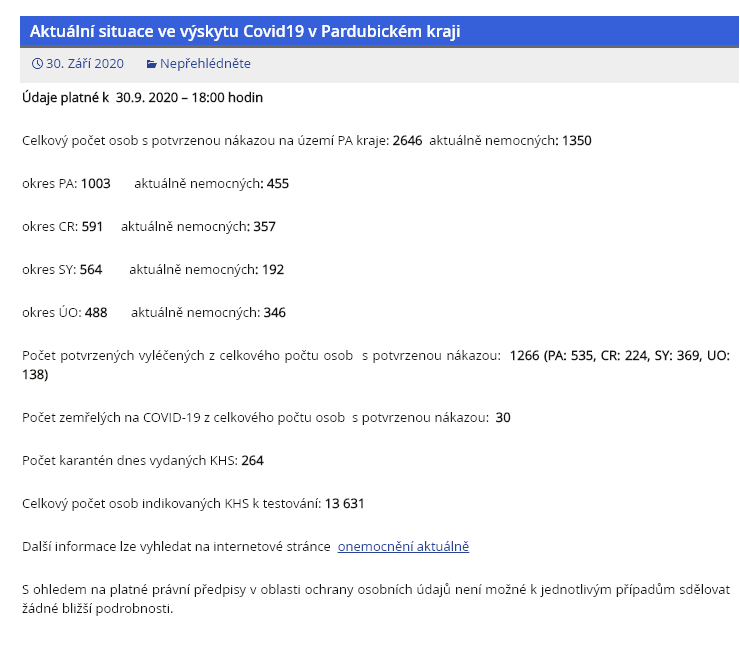 Aktuální situace ve výskytu Covid19 v Pardubickém kraji
30. Září 2020 Nepřehlédněte
Údaje platné k 30.9. 2020 – 18:00 hodin
Celkový počet osob s potvrzenou nákazou na území PA kraje: 2646 aktuálně nemocných: 1350
okres PA: 1003 aktuálně nemocných: 455
okres CR: 591 aktuálně nemocných: 357
okres SY: 564 aktuálně nemocných: 192
okres ÚO: 488 aktuálně nemocných: 346
Počet potvrzených vyléčených z celkového počtu osob s potvrzenou nákazou: 1266 (PA: 535, CR: 224, SY: 369, UO:
138)
Počet zemřelých na COVID-19 z celkového počtu osob s potvrzenou nákazou: 30
Počet karantén dnes vydaných KHS: 264
Celkový počet osob indikovaných KHS k testování: 13 631
Další informace lze vyhledat na internetové stránce onemocnění aktuálně
S ohledem na platné právní předpisy v oblasti ochrany osobních údajů není možné k jednotlivým případům sdělovat
žádné bližší podrobnosti.